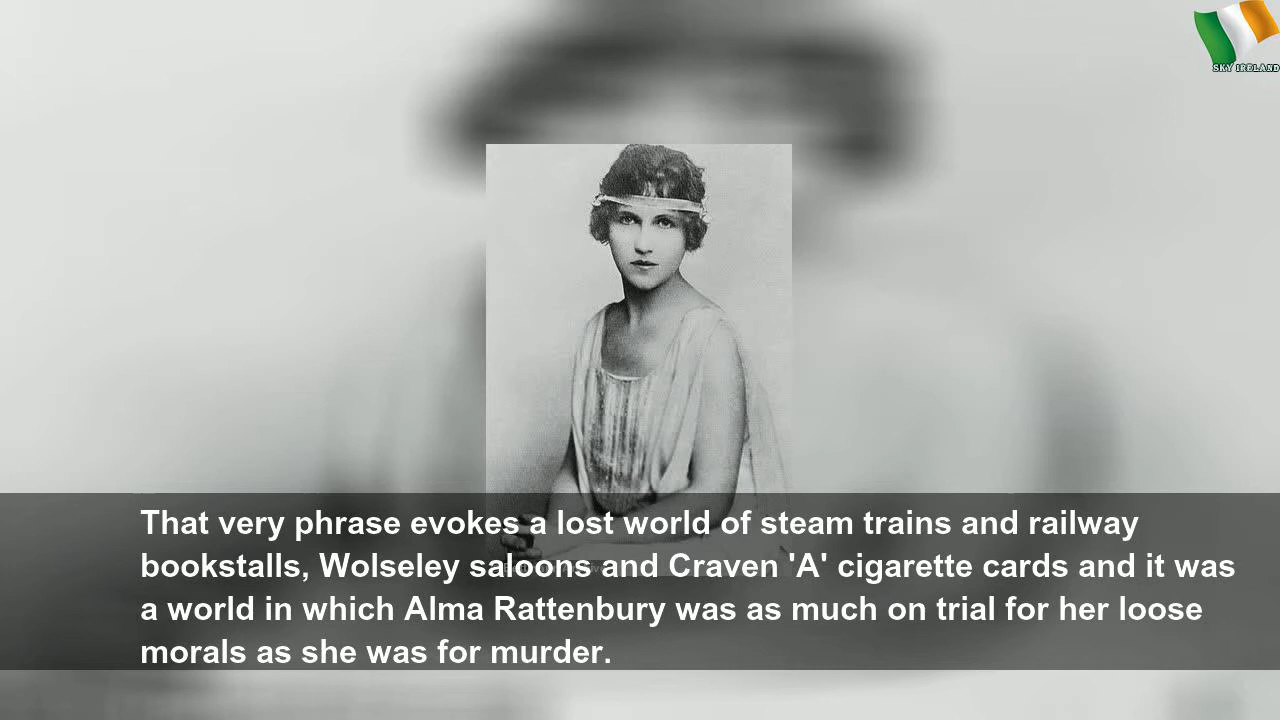 SKY IRELAND
That very phrase evokes a lost world of steam trains and railway
bookstalls, Wolseley saloons and Craven 'A' cigarette cards and it was
a world in which Alma Rattenbury was as much on trial for her loose
morals as she was for murder.